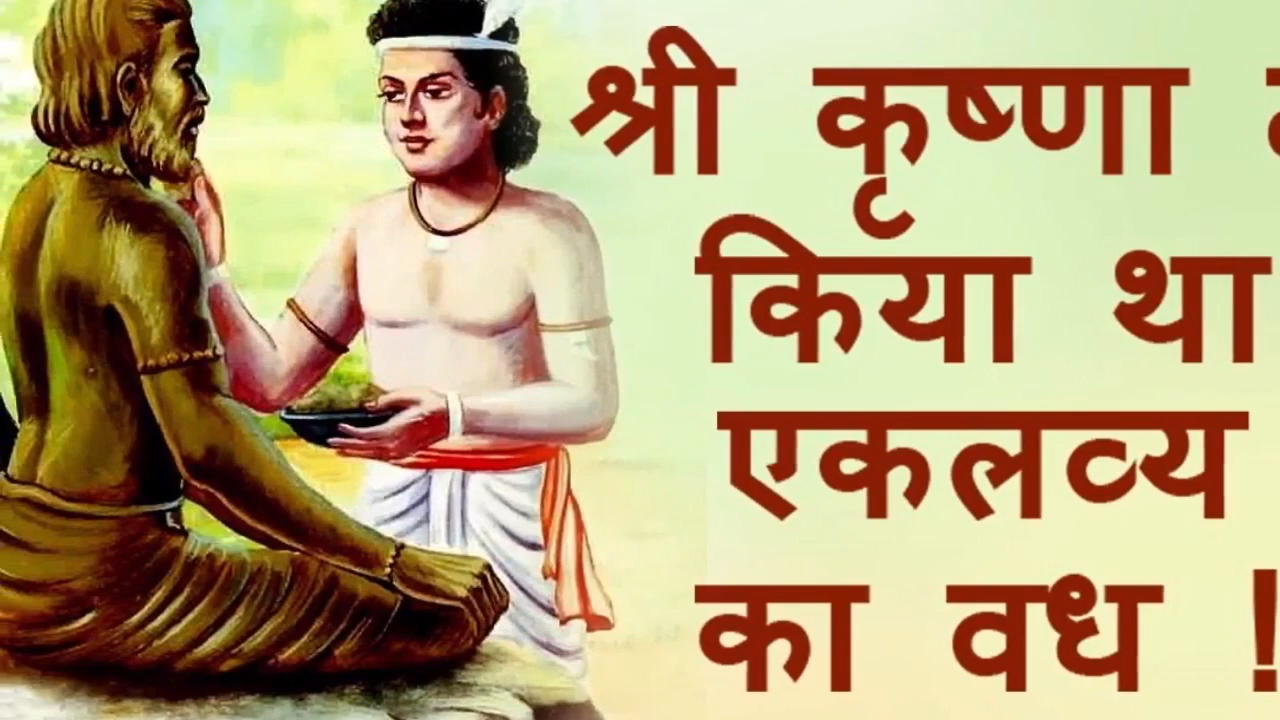 श्री कृष्णा
किया था
एकलव्य
का वध !